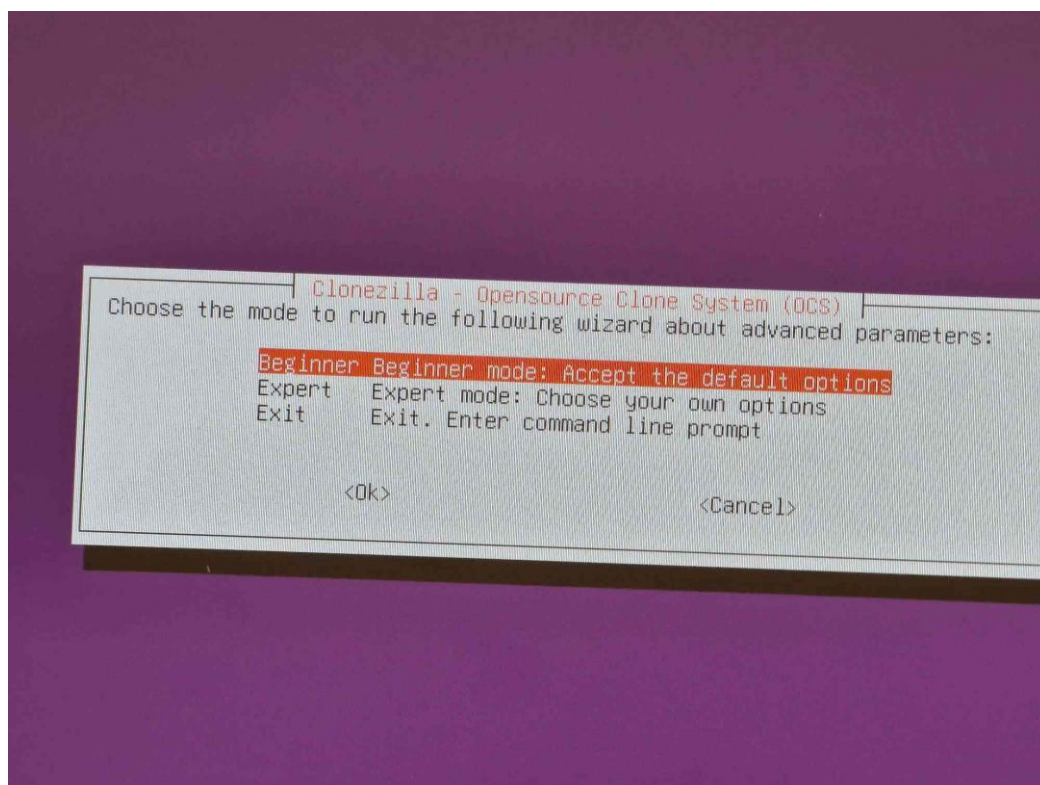 Clonezilla - Opensource Clone System (OCS)
Choose the mode to run the following wizard about advanced parameters:
Beginner Beginner mode: Accept the default options
Expert Expert mode: Choose your own options
Exit Exit. Enter command line prompt
<Ok> <Cancel>